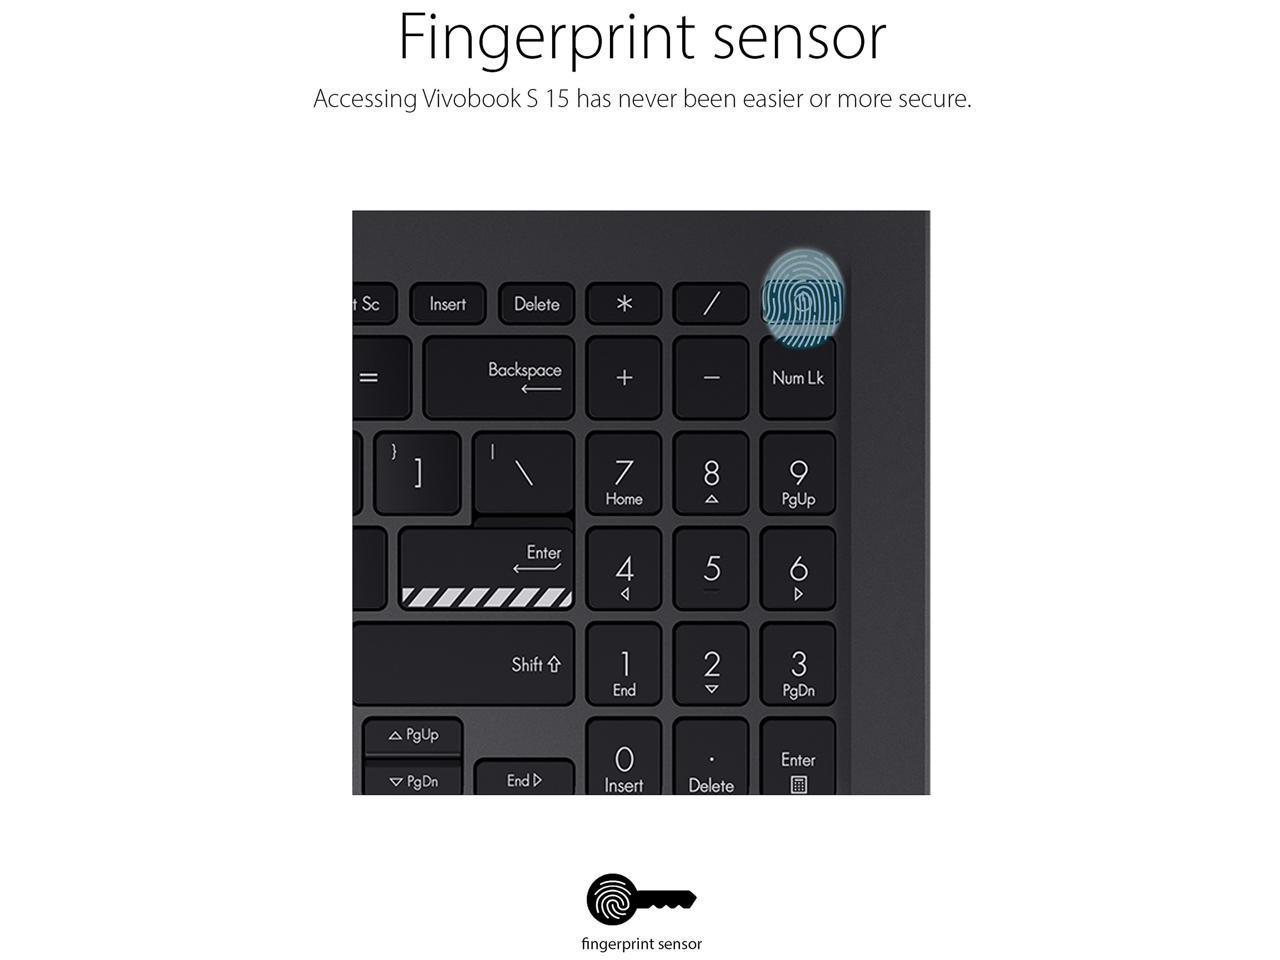 Fingerprint sensor
Accessing Vivobook S 15 has never been easier or more secure.
t Sc Insert Delete * /
= Backspace + − Num Lk
} ] | \ 7 Home 8 9 PgUp
Enter 4 5 6
Shift 1 End 2 3 PgDn
PgUp 0 Insert . Delete Enter
PgDn End
fingerprint sensor